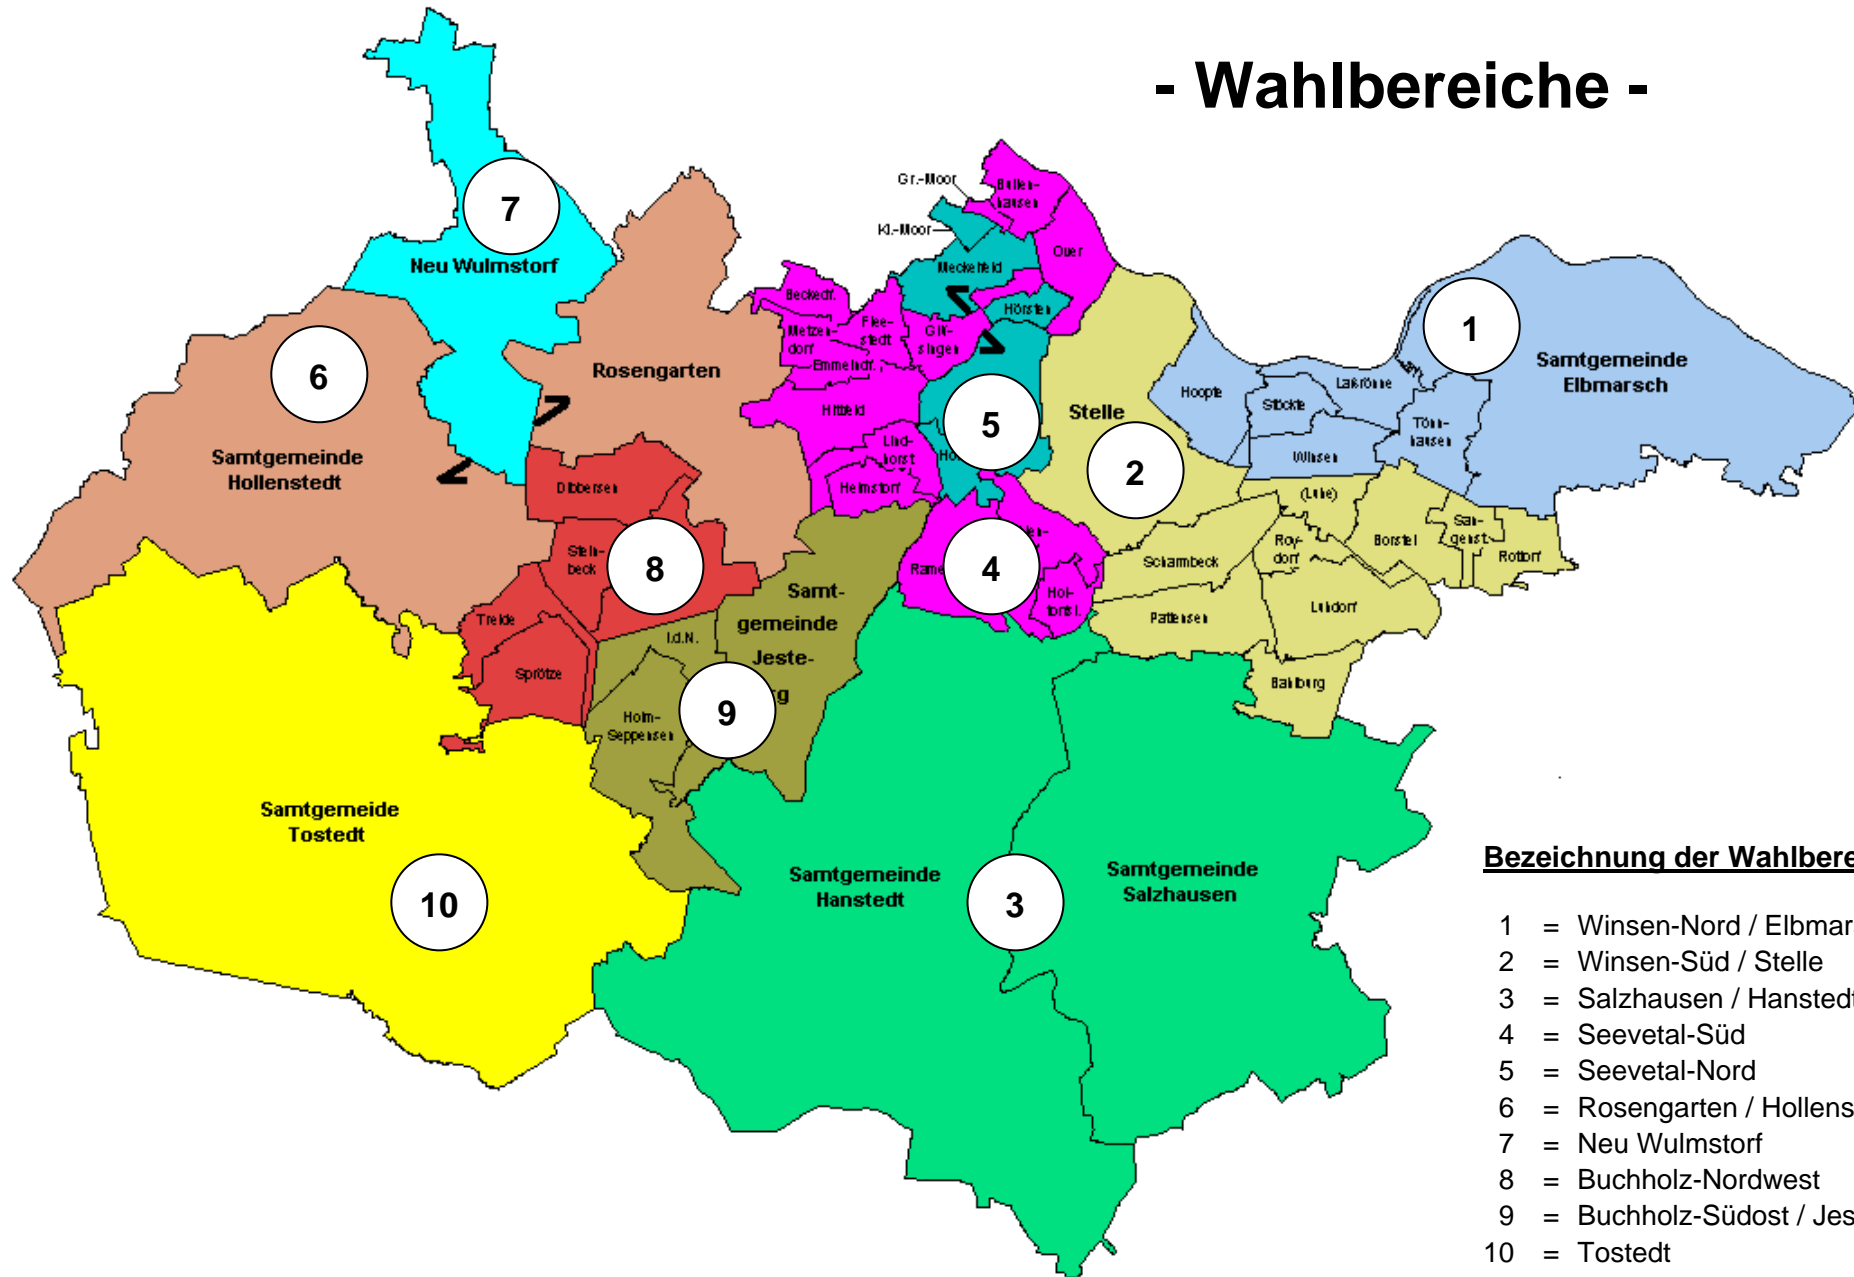 - Wahlbereiche -
7
Neu Wulmstorf
Gr.-Moor
Bullen-
hausen
Kl.-Moor
Over
Meckelfeld
Hörsten
Beckedf.
Metzen-
dorf
Flee-
stedt
Glü-
singen
Emmelndf.
Hittfeld
Lind-
horst
Helmstorf
5
6
Rosengarten
Samtgemeinde
Hollenstedt
1
Samtgemeinde
Elbmarsch
Hoopte
Stöckte
Laßrönne
Tönn-
hausen
Winsen
Stelle
2
(Luhe)
Scharmbeck
Roy-
dorf
Borstel
San-
genst.
Rottorf
Pattensen
Luhdorf
Bahlburg
Dibbersen
Stein-
beck
8
Trelde
Sprötze
4
I.d.N.
Samt-
gemeinde
Jeste-
9
Holm-
Seppensen
Samtgemeide
Tostedt
10
Samtgemeinde
Hanstedt
3
Samtgemeinde
Salzhausen
Bezeichnung der Wahlbere
1 = Winsen-Nord / Elbmar
2 = Winsen-Süd / Stelle
3 = Salzhausen / Hanstedt
4 = Seevetal-Süd
5 = Seevetal-Nord
6 = Rosengarten / Hollens
7 = Neu Wulmstorf
8 = Buchholz-Nordwest
9 = Buchholz-Südost / Jes
10 = Tostedt